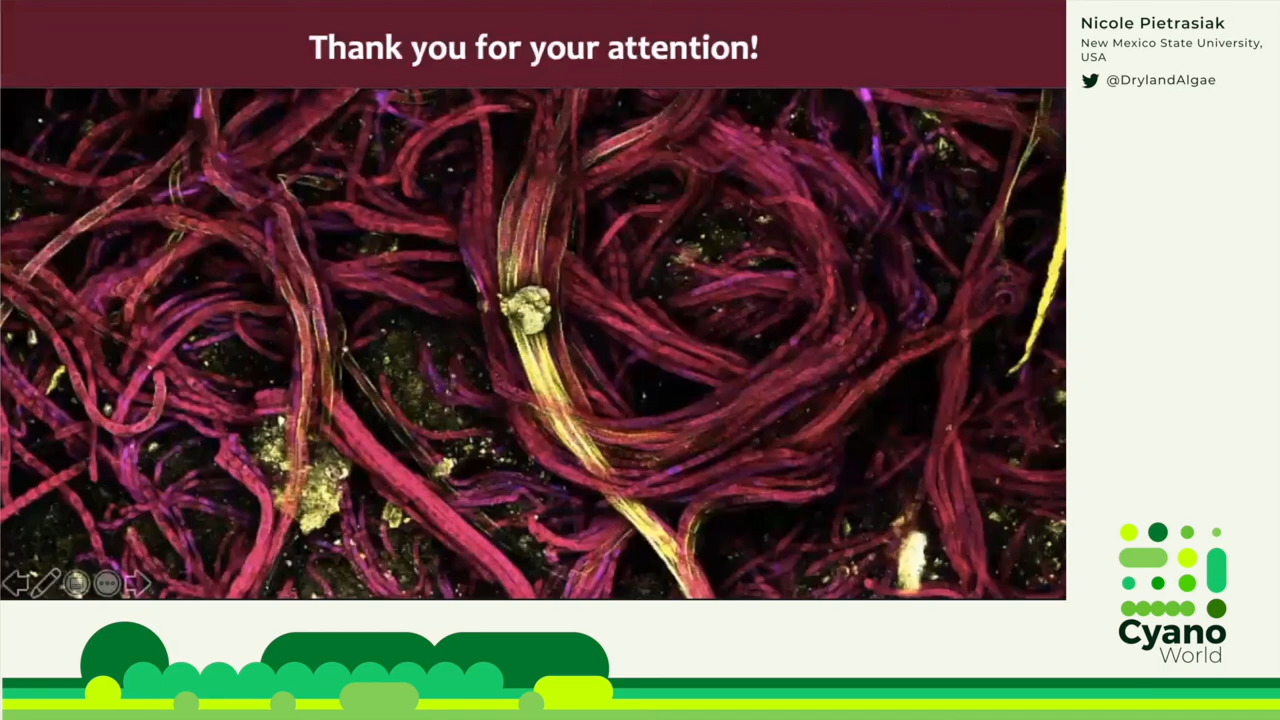 Thank you for your attention!
Nicole Pietrasiak
New Mexico State University,
USA
@DrylandAlgae
Cyano
World